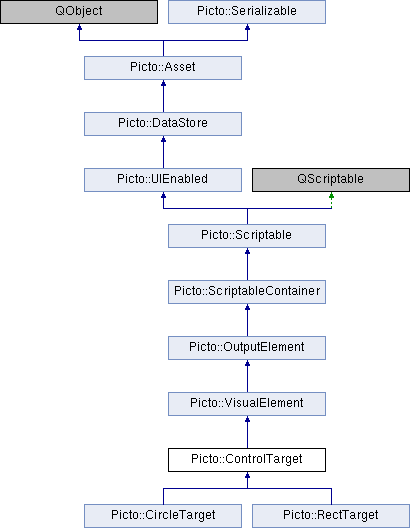 QObject
Picto::Serializable
Picto::Asset
Picto::DataStore
Picto::UIEnabled
QScriptable
Picto::Scriptable
Picto::ScriptableContainer
Picto::OutputElement
Picto::VisualElement
Picto::ControlTarget
Picto::CircleTarget
Picto::RectTarget